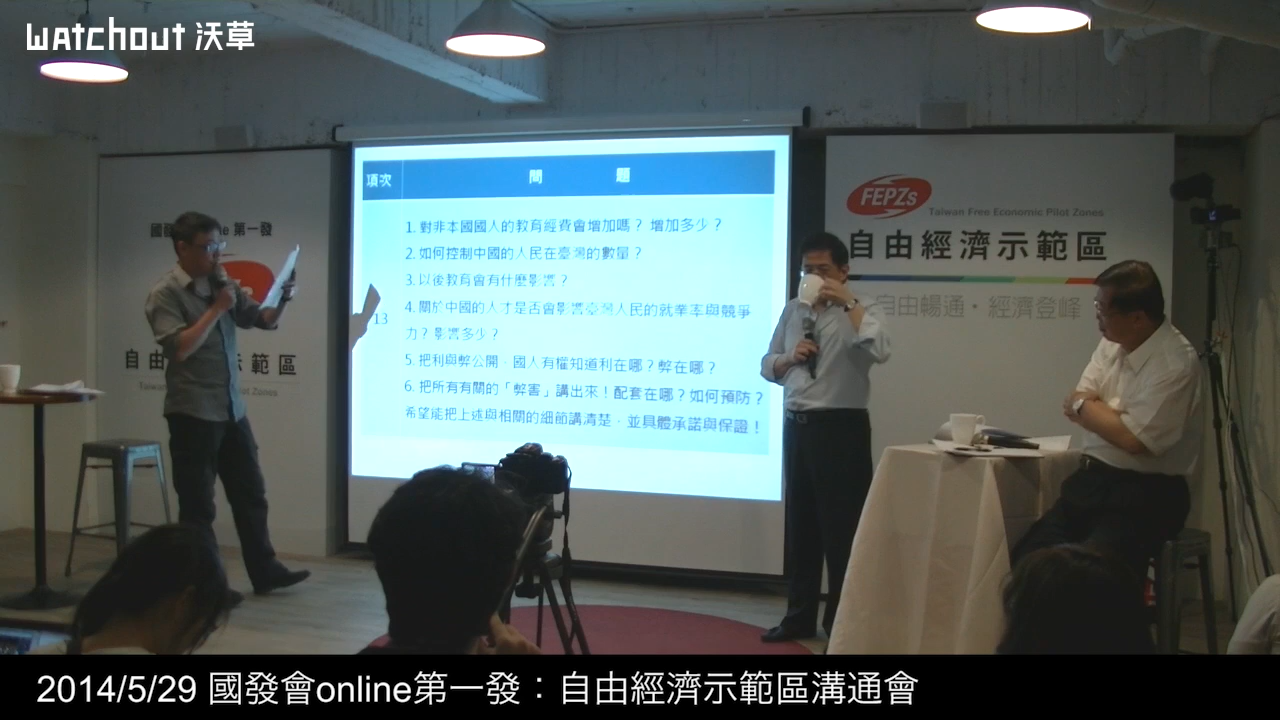 watchout 沃草
項次 問題
1. 對非本國國人的教育經費會增加嗎？增加多少？
2. 如何控制中國的人民在臺灣的數量？
3. 以後教育會有什麼影響？
4. 關於中國的人才是否會影響臺灣人民的就業率與競爭
力？影響多少？
13
5. 把利與弊公開，國人有權知道利在哪？弊在哪？
6. 把所有有關的「弊害」講出來！配套在哪？如何預防？
希望能把上述與相關的細節講清楚，並具體承諾與保證！
第一發
自由 示範區
FEPZs
Taiwan Free Economic Pilot Zones
自由經濟示範區
自由暢通・經濟登峰
2014/5/29 國發會online第一發：自由經濟示範區溝通會